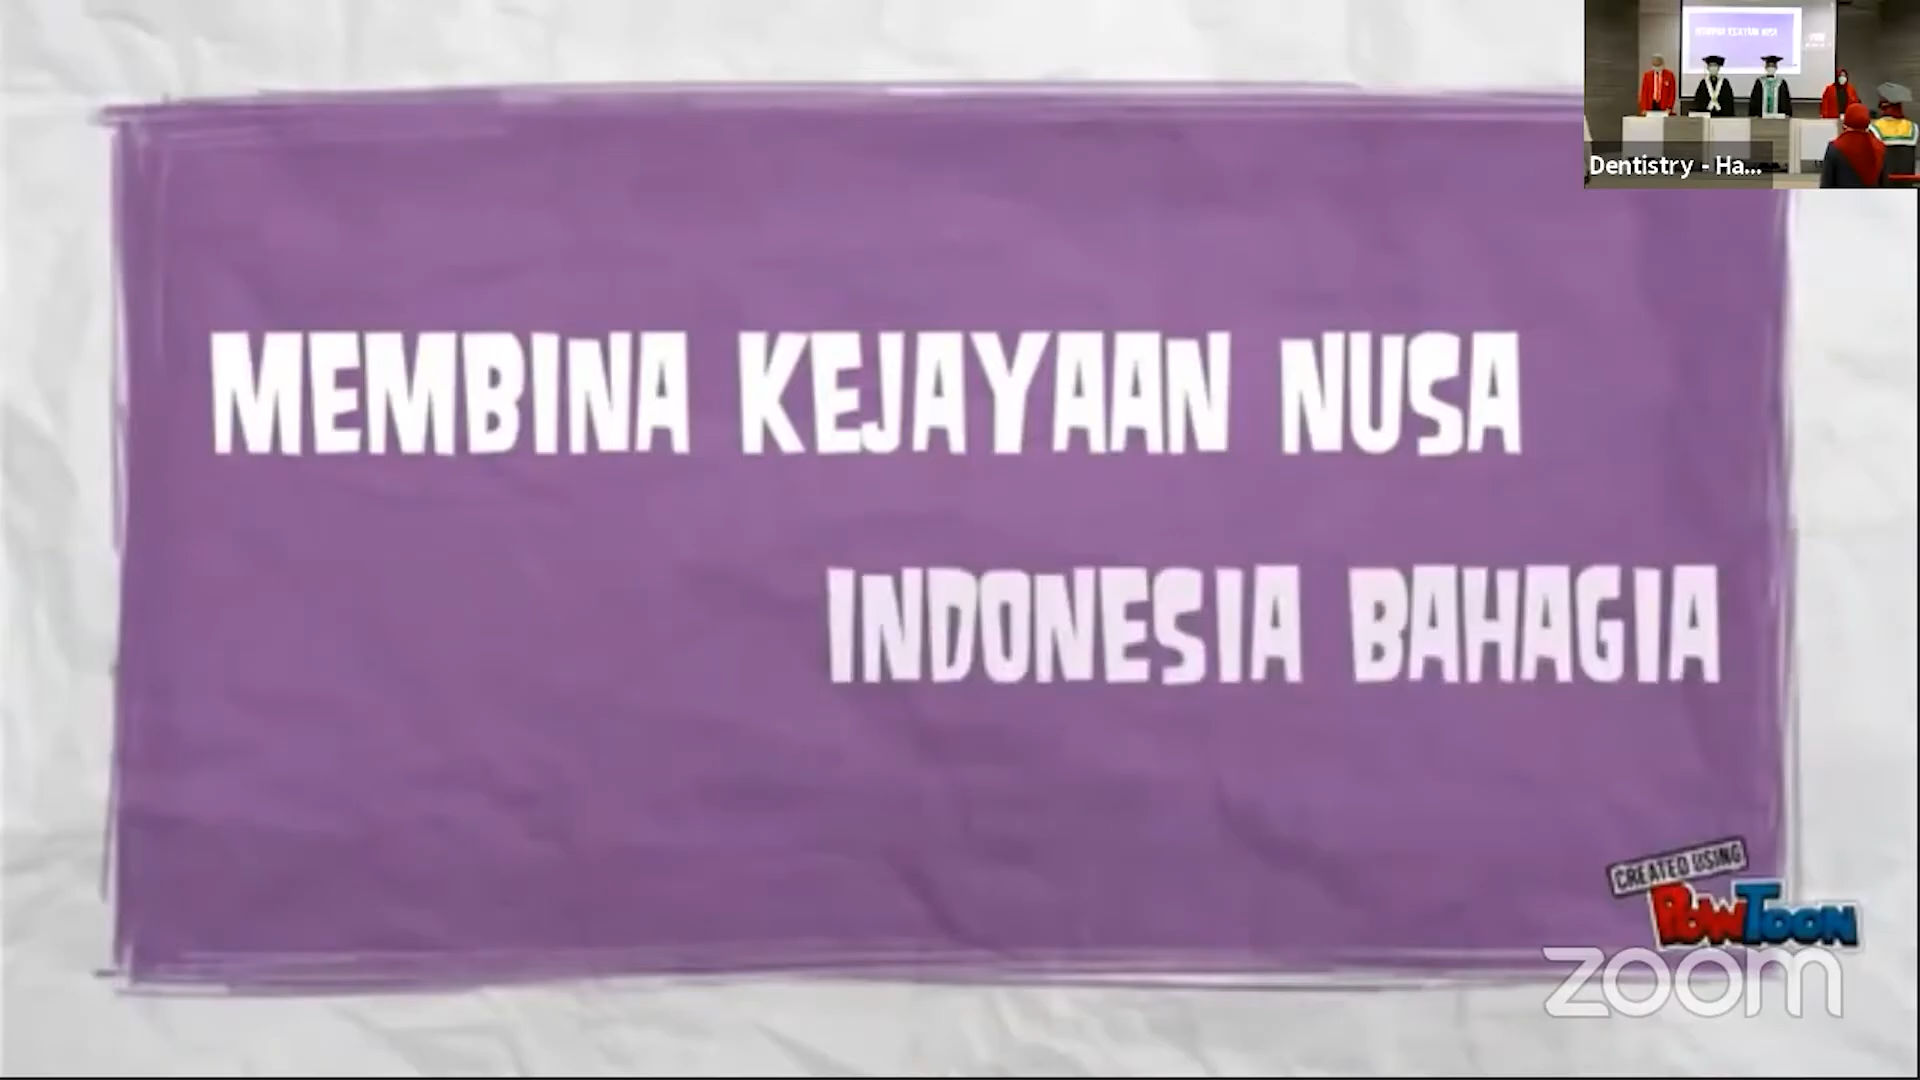 MEMBINA KEJAYAAN NUSA
INDONESIA BAHAGIA
Dentistry - Ha...
CREATED USING
POWTOON
zoom